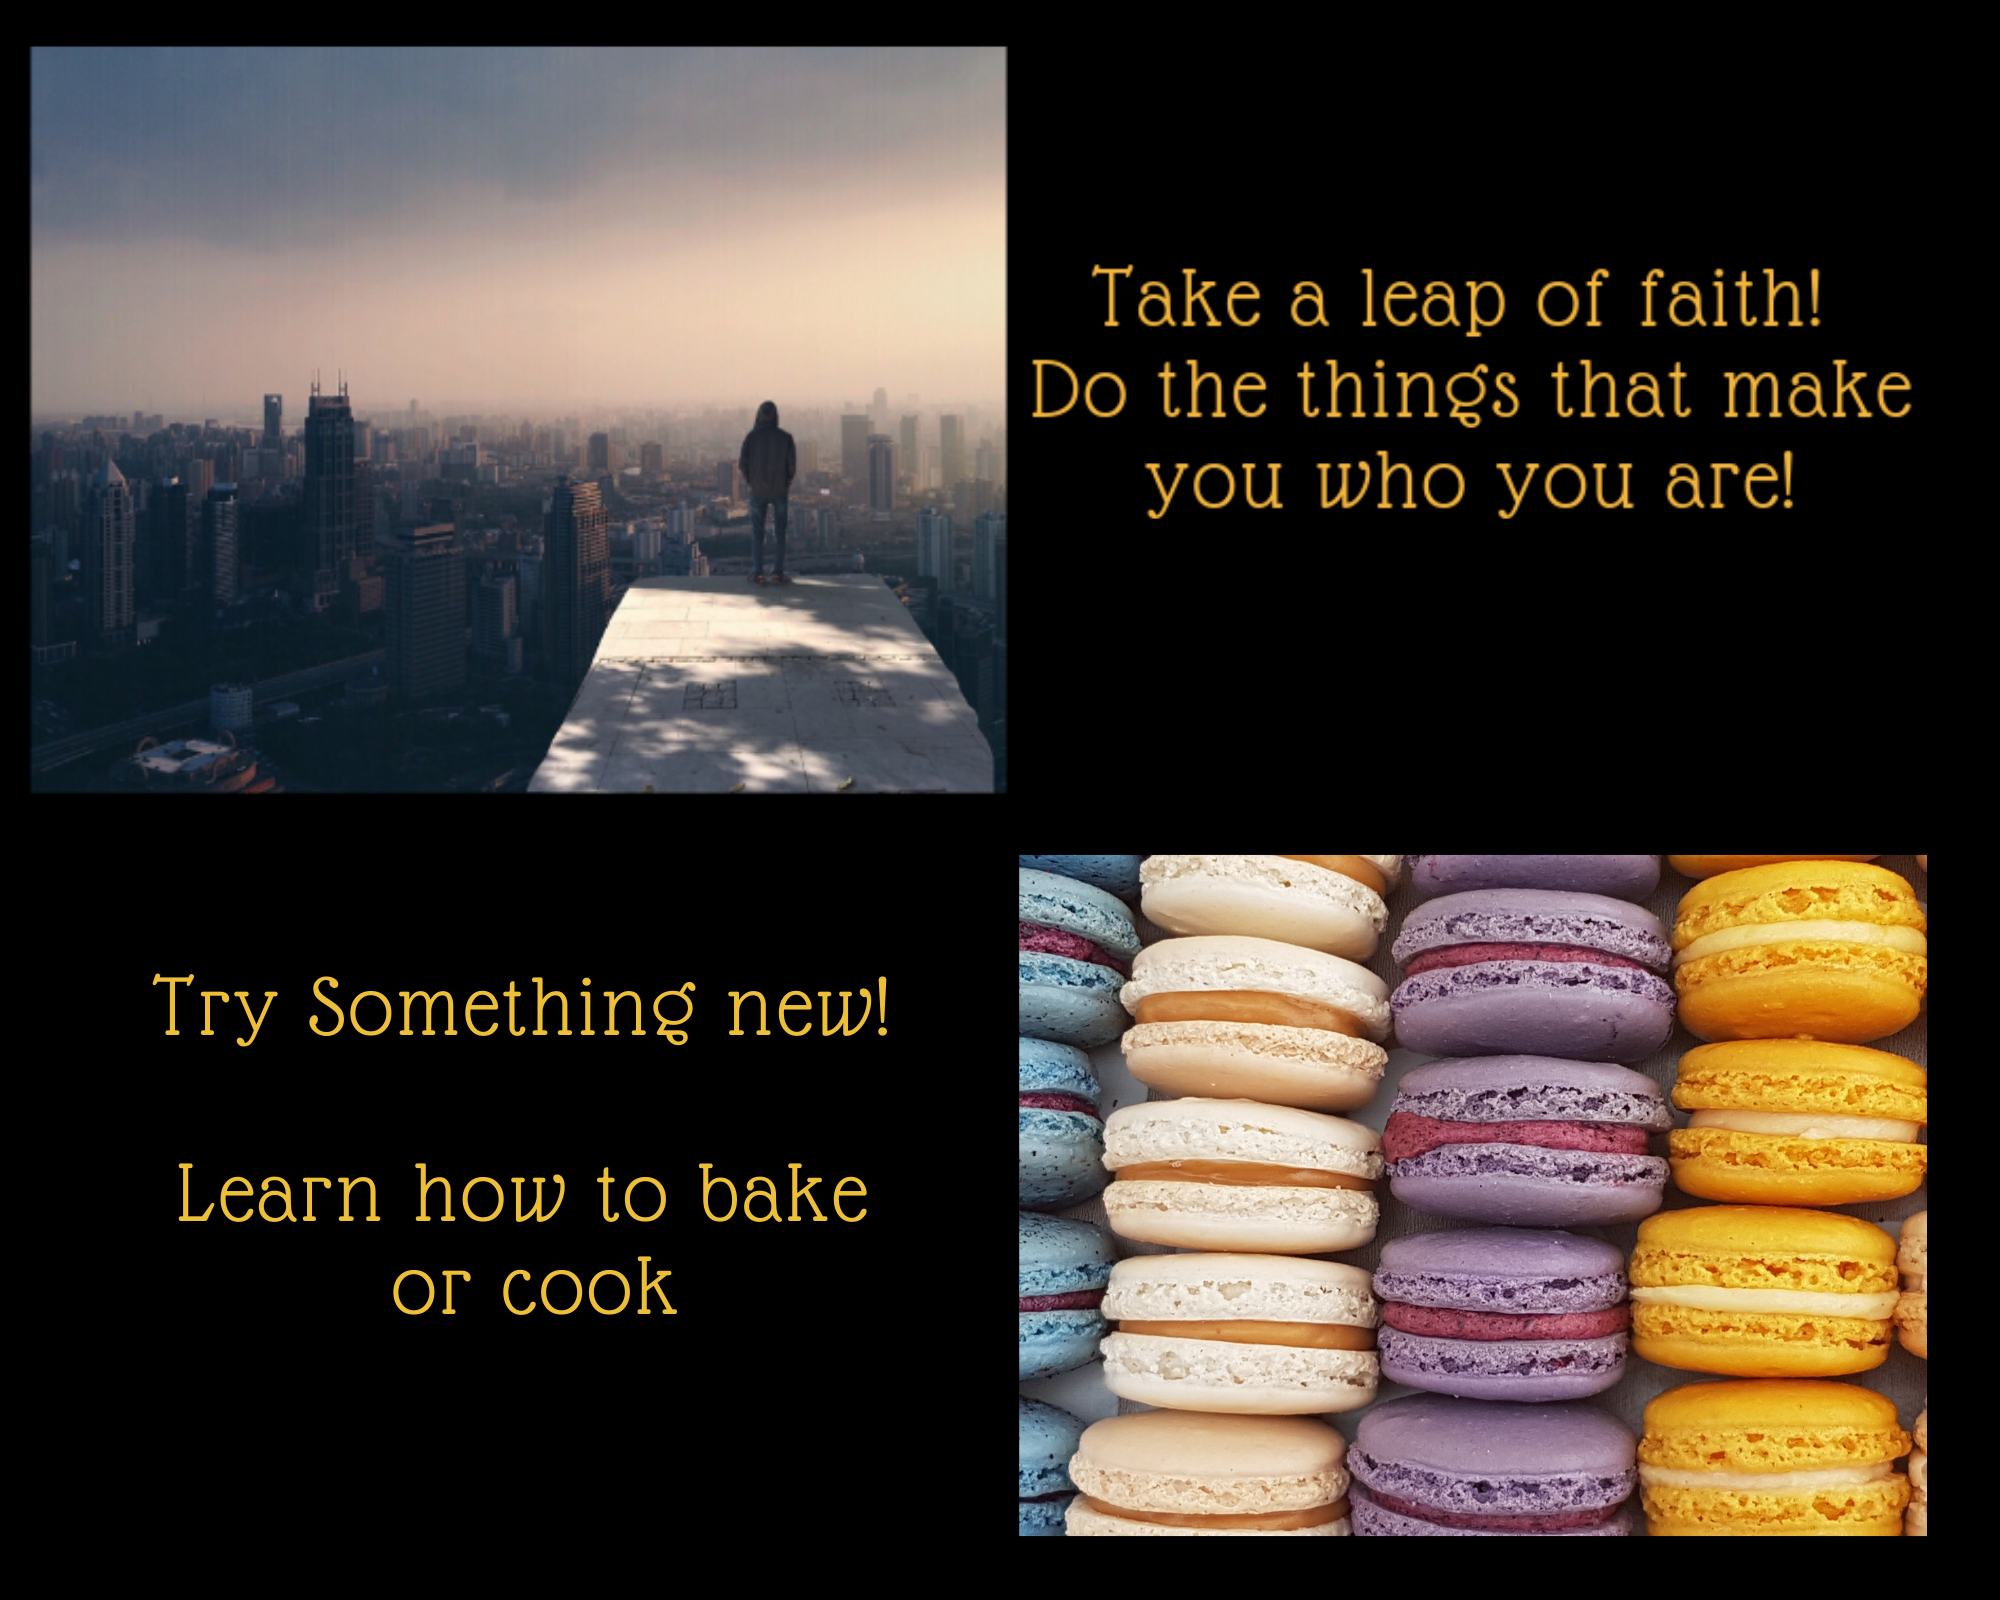 Take a leap of faith!
Do the things that make
you who you are!
Try Something new!
Learn how to bake
or cook